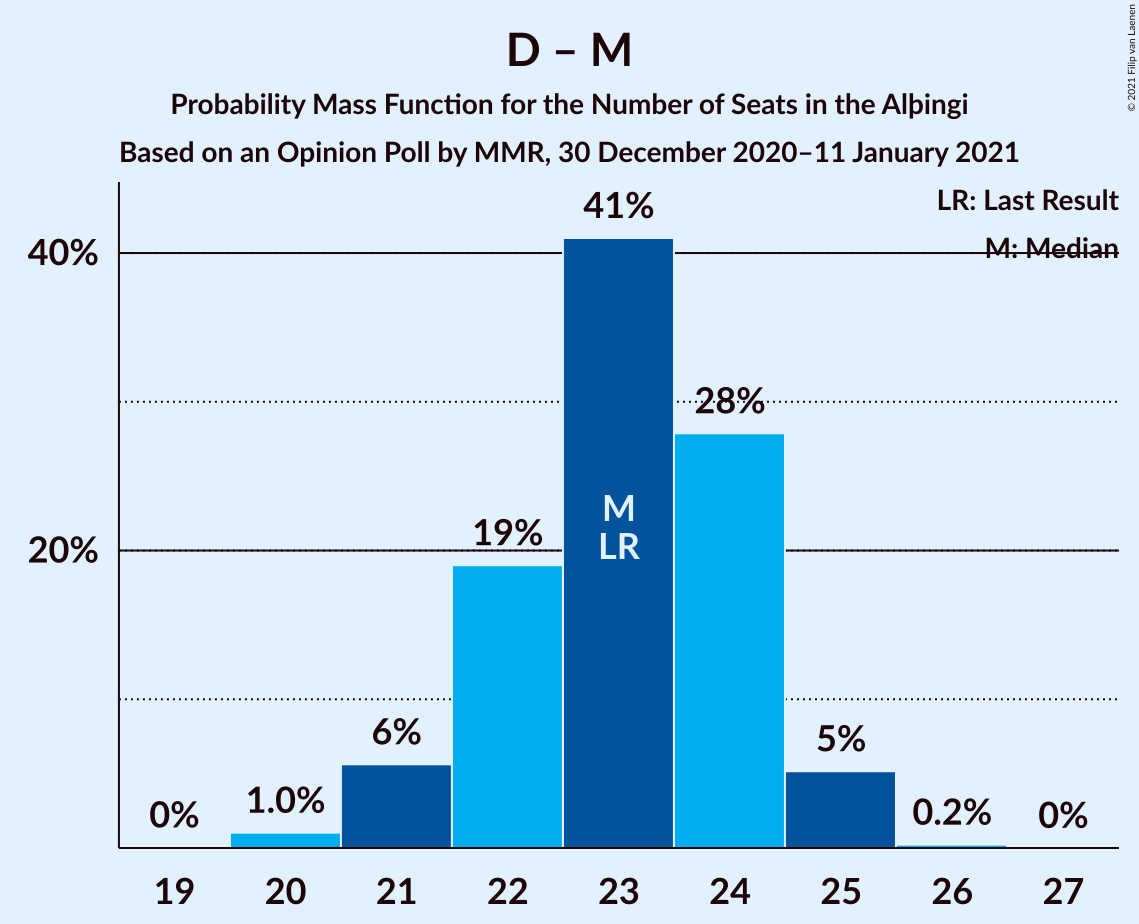 D – M
Probability Mass Function for the Number of Seats in the Alþingi
Based on an Opinion Poll by MMR, 30 December 2020–11 January 2021
© 2021 Filip van Laenen
LR: Last Result
M: Median
40%
20%
0%
1.0%
6%
19%
41%
28%
5%
0.2%
0%
M
LR
19 20 21 22 23 24 25 26 27